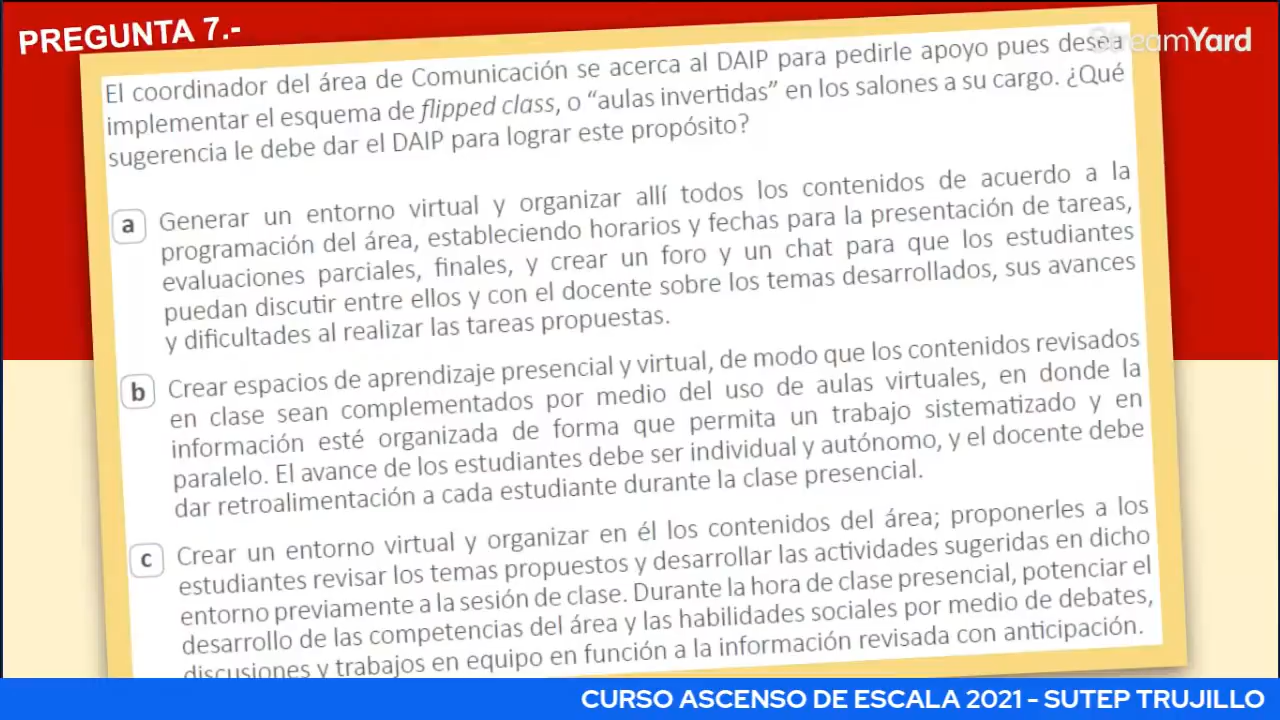 PREGUNTA 7.-
StreamYard
El coordinador del área de Comunicación se acerca al DAIP para pedirle apoyo pues desea
implementar el esquema de flipped class, o “aulas invertidas” en los salones a su cargo. ¿Qué
sugerencia le debe dar el DAIP para lograr este propósito?
a
Generar un entorno virtual y organizar allí todos los contenidos de acuerdo a la
programación del área, estableciendo horarios y fechas para la presentación de tareas,
evaluaciones parciales, finales, y crear un foro y un chat para que los estudiantes
puedan discutir entre ellos y con el docente sobre los temas desarrollados, sus avances
y dificultades al realizar las tareas propuestas.
b
Crear espacios de aprendizaje presencial y virtual, de modo que los contenidos revisados
en clase sean complementados por medio del uso de aulas virtuales, en donde la
información esté organizada de forma que permita un trabajo sistematizado y en
paralelo. El avance de los estudiantes debe ser individual y autónomo, y el docente debe
dar retroalimentación a cada estudiante durante la clase presencial.
c
Crear un entorno virtual y organizar en él los contenidos del área; proponerles a los
estudiantes revisar los temas propuestos y desarrollar las actividades sugeridas en dicho
entorno previamente a la sesión de clase. Durante la hora de clase presencial, potenciar el
desarrollo de las competencias del área y las habilidades sociales por medio de debates,
discusiones y trabajos en equipo en función a la información revisada con anticipación.
CURSO ASCENSO DE ESCALA 2021 - SUTEP TRUJILLO